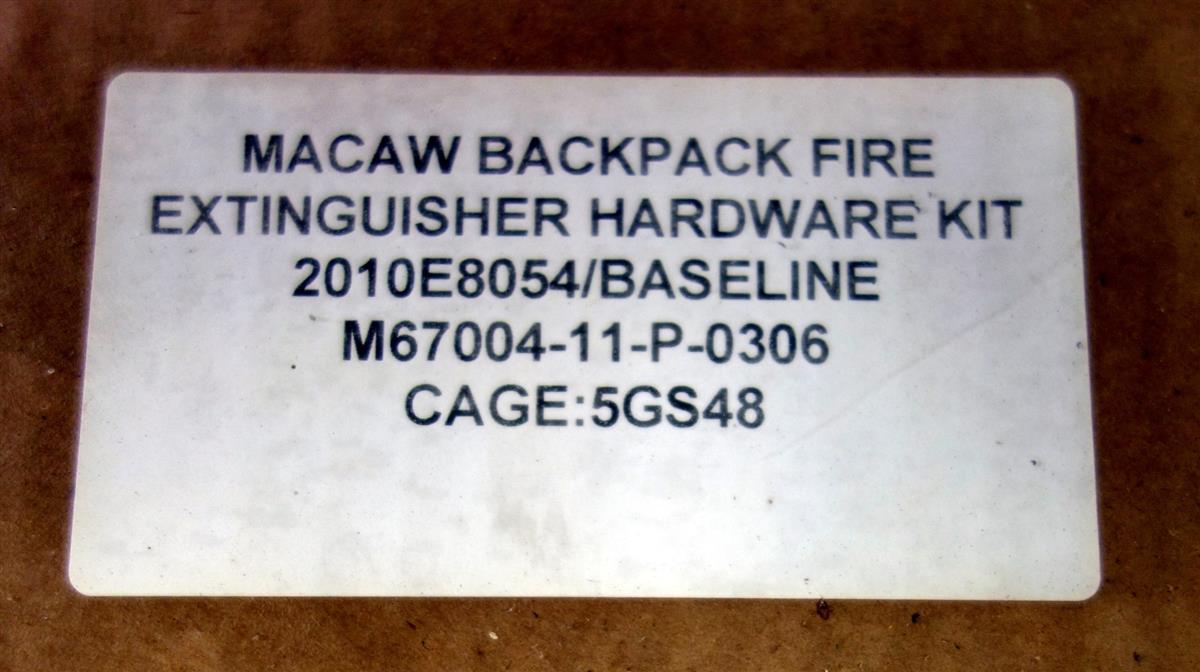 MACAW BACKPACK FIRE
EXTINGUISHER HARDWARE KIT
2010E8054/BASELINE
M67004-11-P-0306
CAGE:5GS48